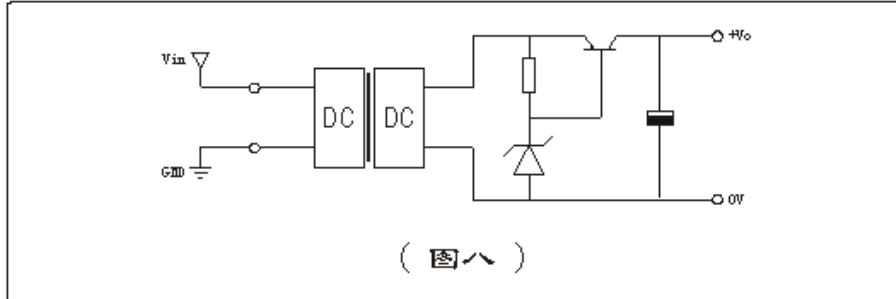 Vin
+Vo
DC DC
GND
0V
( 图八 )